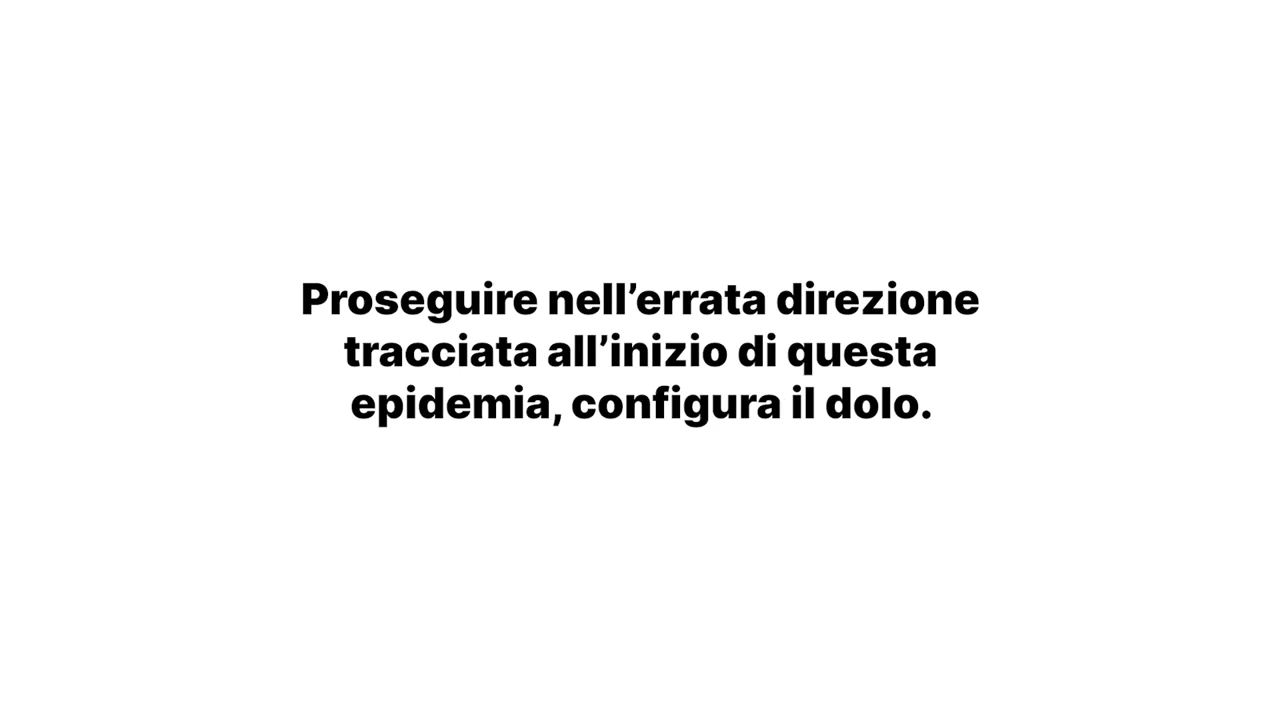 Proseguire nell’errata direzione
tracciata all’inizio di questa
epidemia, configura il dolo.